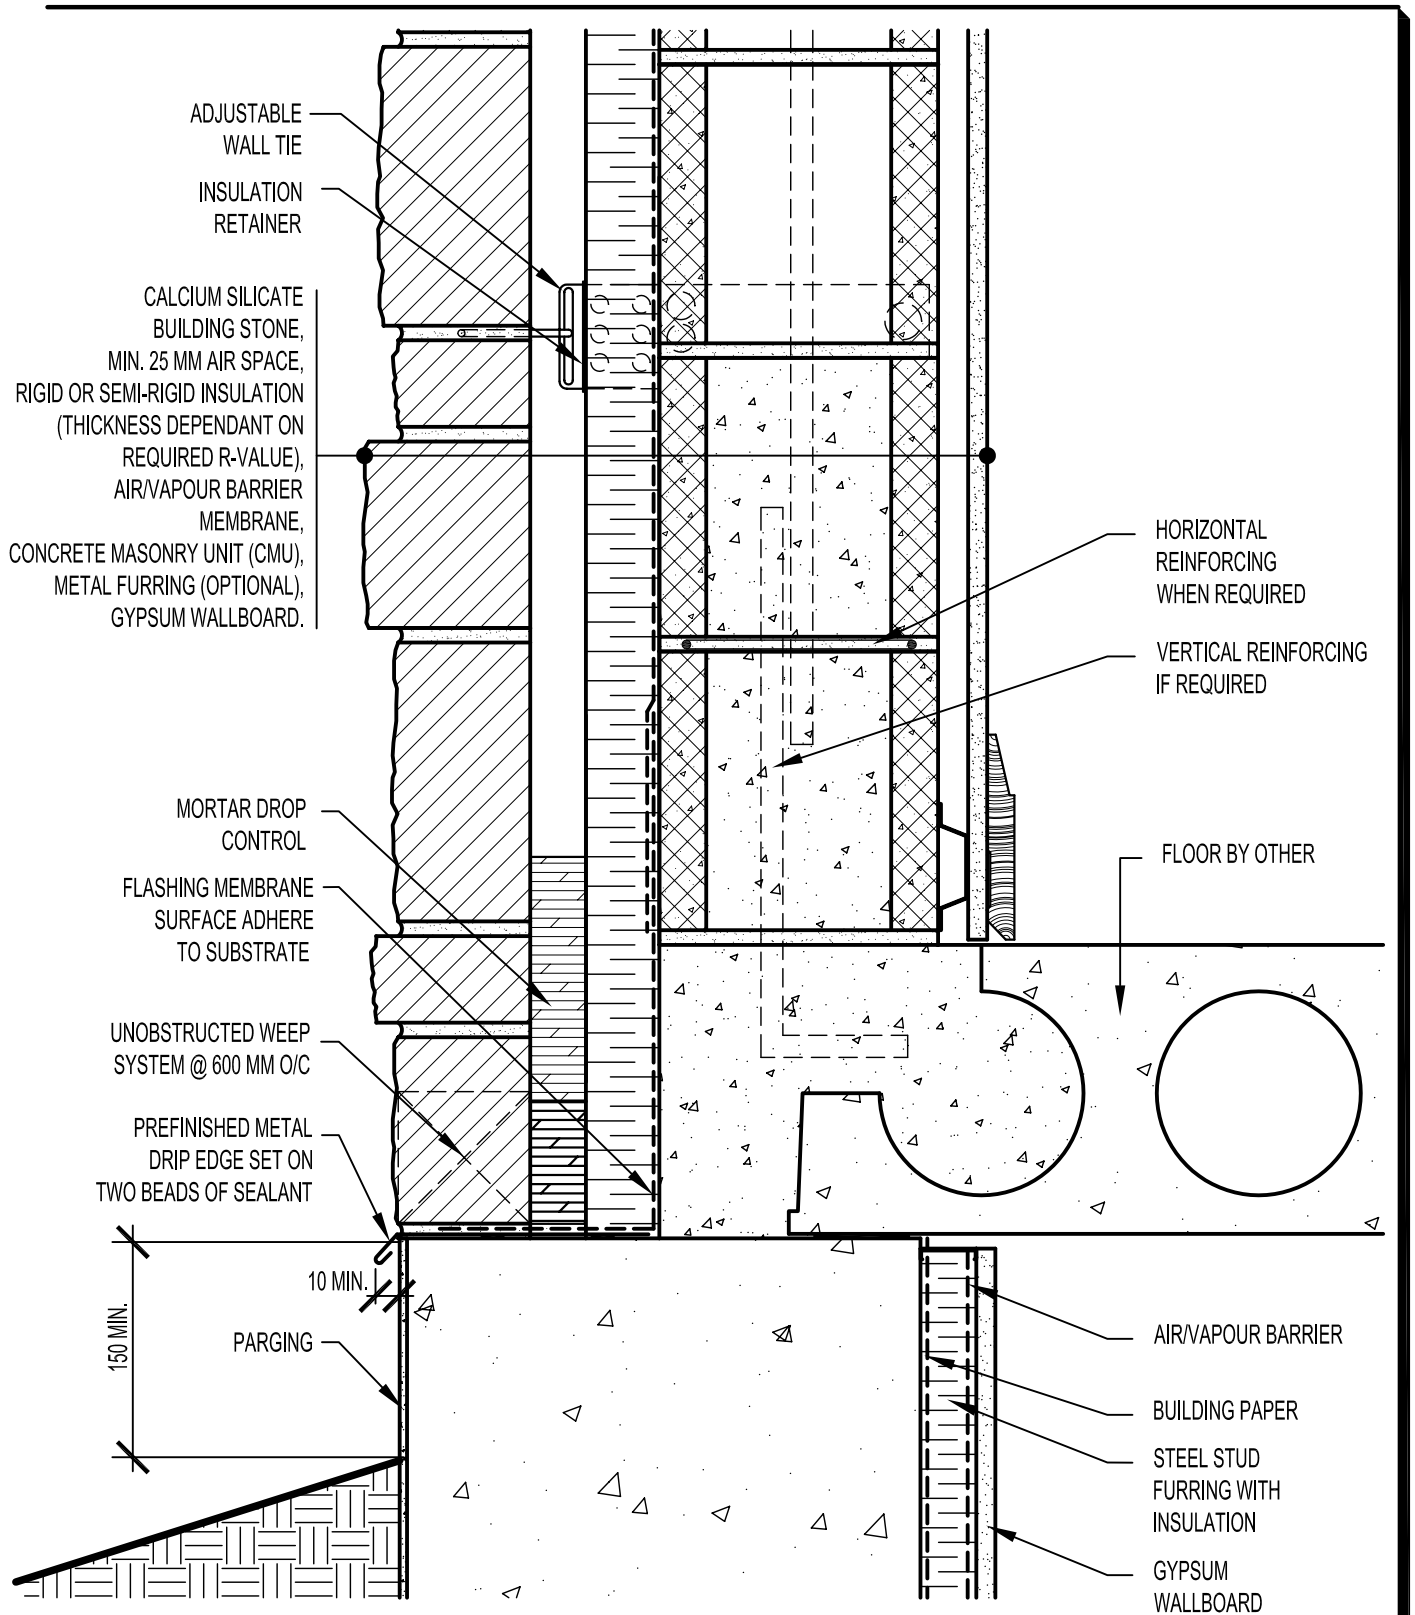 ADJUSTABLE
WALL TIE
INSULATION
RETAINER
CALCIUM SILICATE
BUILDING STONE,
MIN. 25 MM AIR SPACE,
RIGID OR SEMI-RIGID INSULATION
(THICKNESS DEPENDANT ON
REQUIRED R-VALUE),
AIR/VAPOUR BARRIER
MEMBRANE,
CONCRETE MASONRY UNIT (CMU),
METAL FURRING (OPTIONAL),
GYPSUM WALLBOARD.
HORIZONTAL
REINFORCING
WHEN REQUIRED
VERTICAL REINFORCING
IF REQUIRED
MORTAR DROP
CONTROL
FLASHING MEMBRANE
SURFACE ADHERE
TO SUBSTRATE
FLOOR BY OTHER
UNOBSTRUCTED WEEP
SYSTEM @ 600 MM O/C
PREFINISHED METAL
DRIP EDGE SET ON
TWO BEADS OF SEALANT
10 MIN.
150 MIN.
PARGING
AIR/VAPOUR BARRIER
BUILDING PAPER
STEEL STUD
FURRING WITH
INSULATION
GYPSUM
WALLBOARD